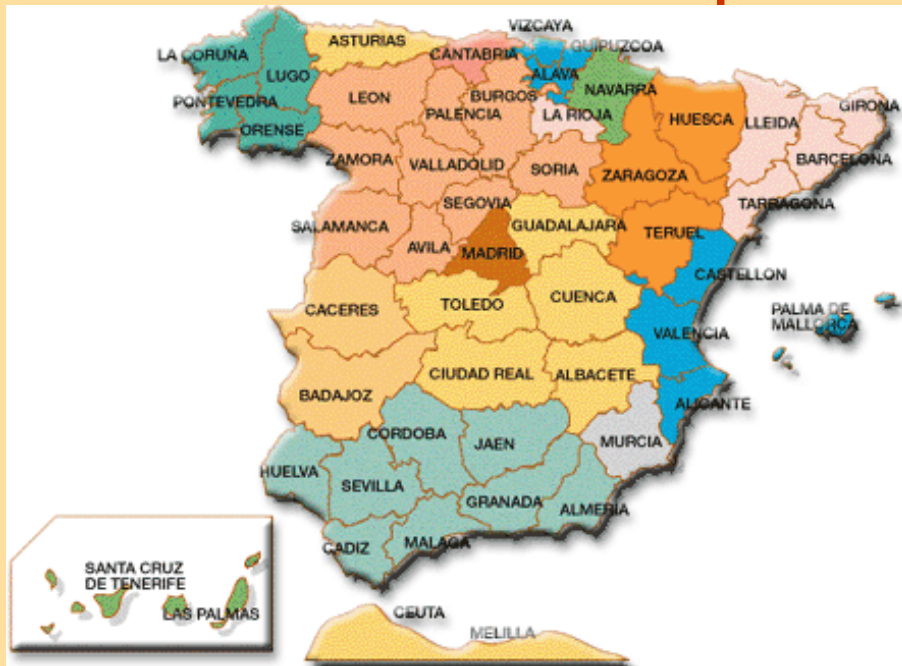 VIZCAYA
ASTURIAS
GUIPUZCOA
LA CORUÑA
CANTABRIA
LUGO
ALAVA
NAVARRA
LEON
BURGOS
PONTEVEDRA
PALENCIA
LA RIOJA
HUESCA
LLEIDA
GIRONA
ORENSE
ZAMORA
VALLADOLID
SORIA
ZARAGOZA
BARCELONA
SEGOVIA
TARRAGONA
SALAMANCA
GUADALAJARA
TERUEL
AVILA
MADRID
CASTELLON
CACERES
TOLEDO
CUENCA
PALMA DE
MALLORCA
VALENCIA
CIUDAD REAL
ALBACETE
BADAJOZ
ALICANTE
CORDOBA
JAEN
MURCIA
HUELVA
SEVILLA
GRANADA
ALMERIA
CADIZ
MALAGA
SANTA CRUZ
DE TENERIFE
LAS PALMAS
CEUTA
MELILLA